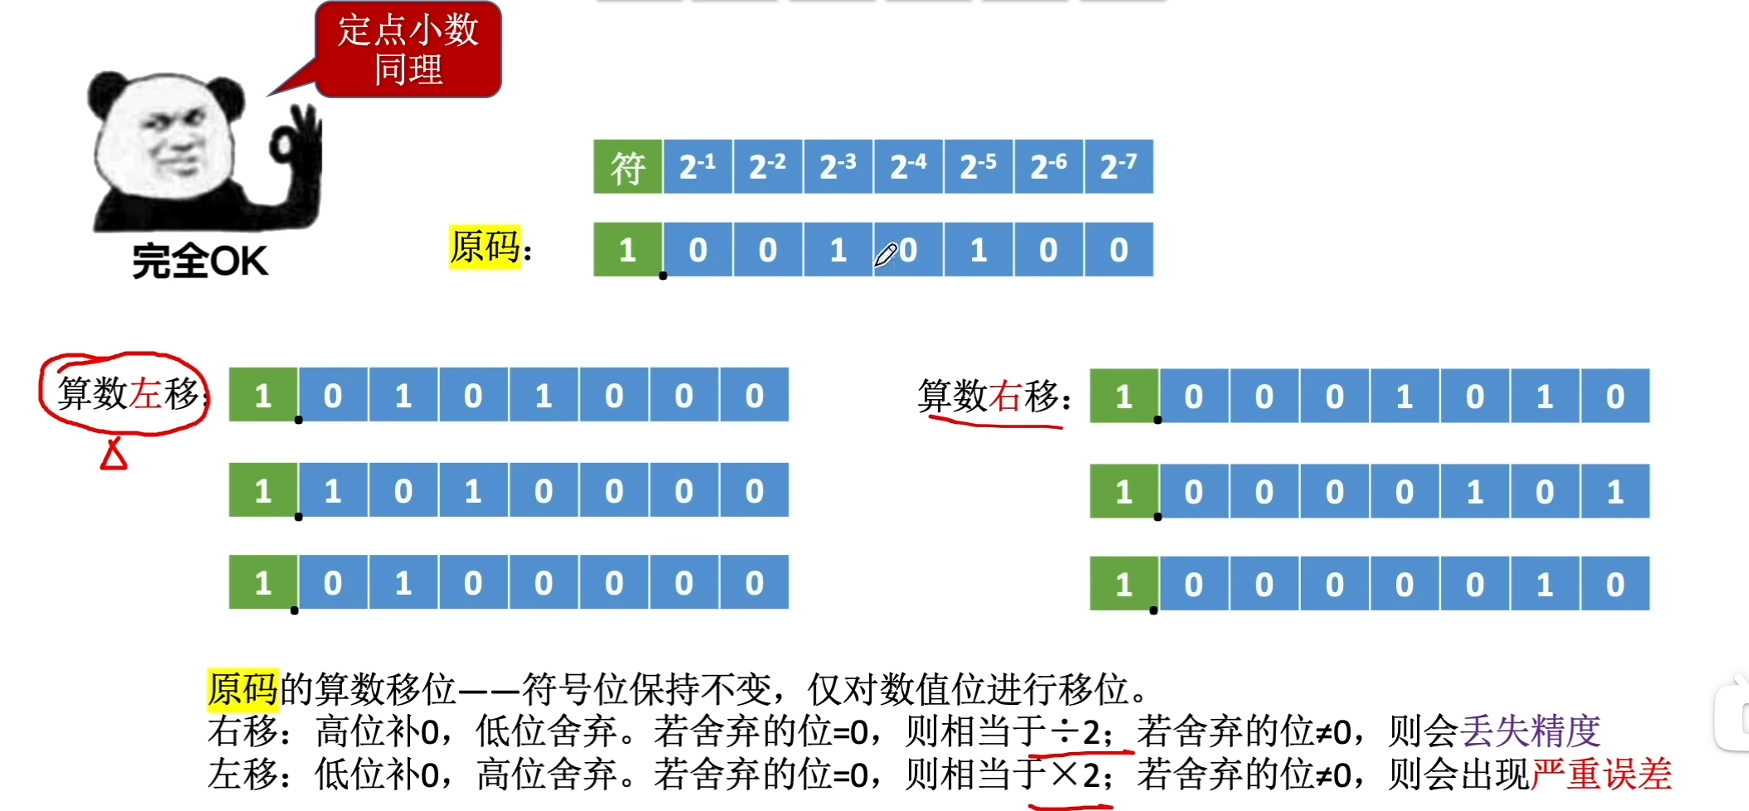 定点小数
同理
完全OK
符 2⁻¹ 2⁻² 2⁻³ 2⁻⁴ 2⁻⁵ 2⁻⁶ 2⁻⁷
原码： 1 . 0 0 1 0 1 0 0
算数左移： 1 . 0 1 0 1 0 0 0
1 . 1 0 1 0 0 0 0
1 . 0 1 0 0 0 0 0
算数右移： 1 . 0 0 0 1 0 1 0
1 . 0 0 0 0 1 0 1
1 . 0 0 0 0 0 1 0
原码的算数移位——符号位保持不变，仅对数值位进行移位。
右移：高位补0，低位舍弃。若舍弃的位=0，则相当于÷2；若舍弃的位≠0，则会丢失精度
左移：低位补0，高位舍弃。若舍弃的位=0，则相当于×2；若舍弃的位≠0，则会出现严重误差